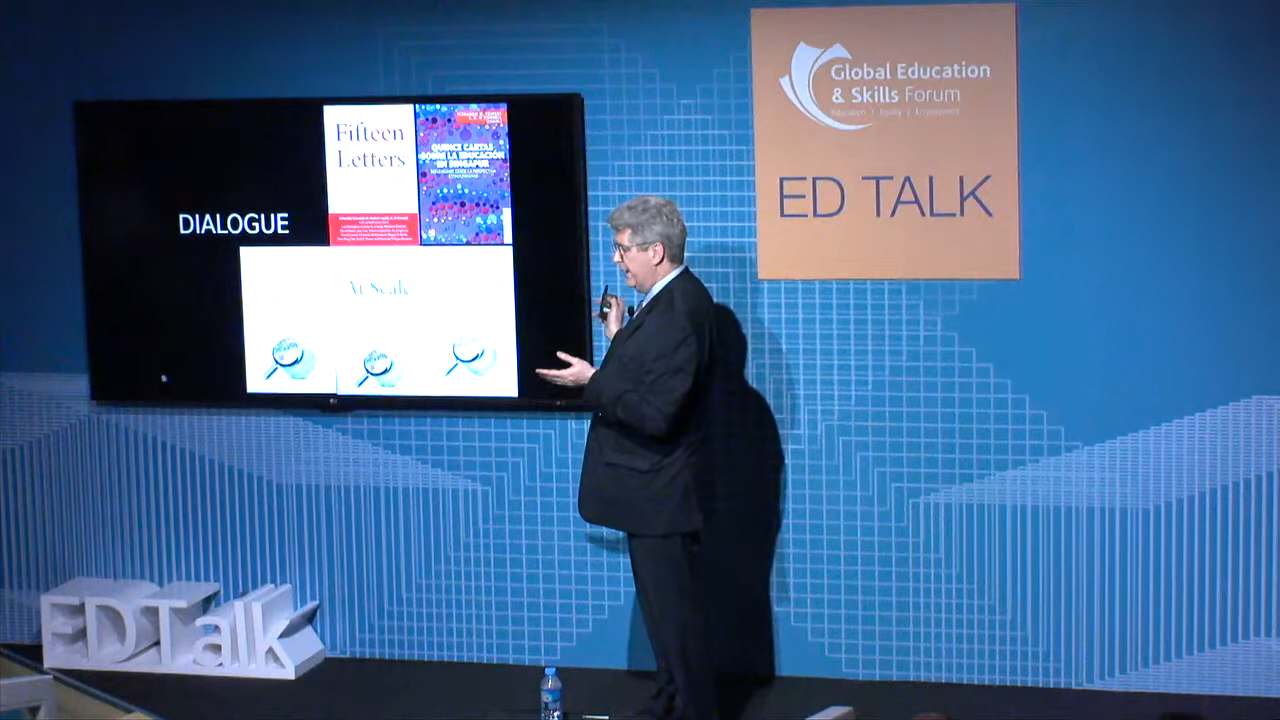 DIALOGUE
Fifteen
Letters
QUINCE CARTAS
SOBRE LA EDUCACIÓN
EN SINGAPUR
At Scale
Global Education
& Skills Forum
Education | Equity | Employment
ED TALK
EDTalk